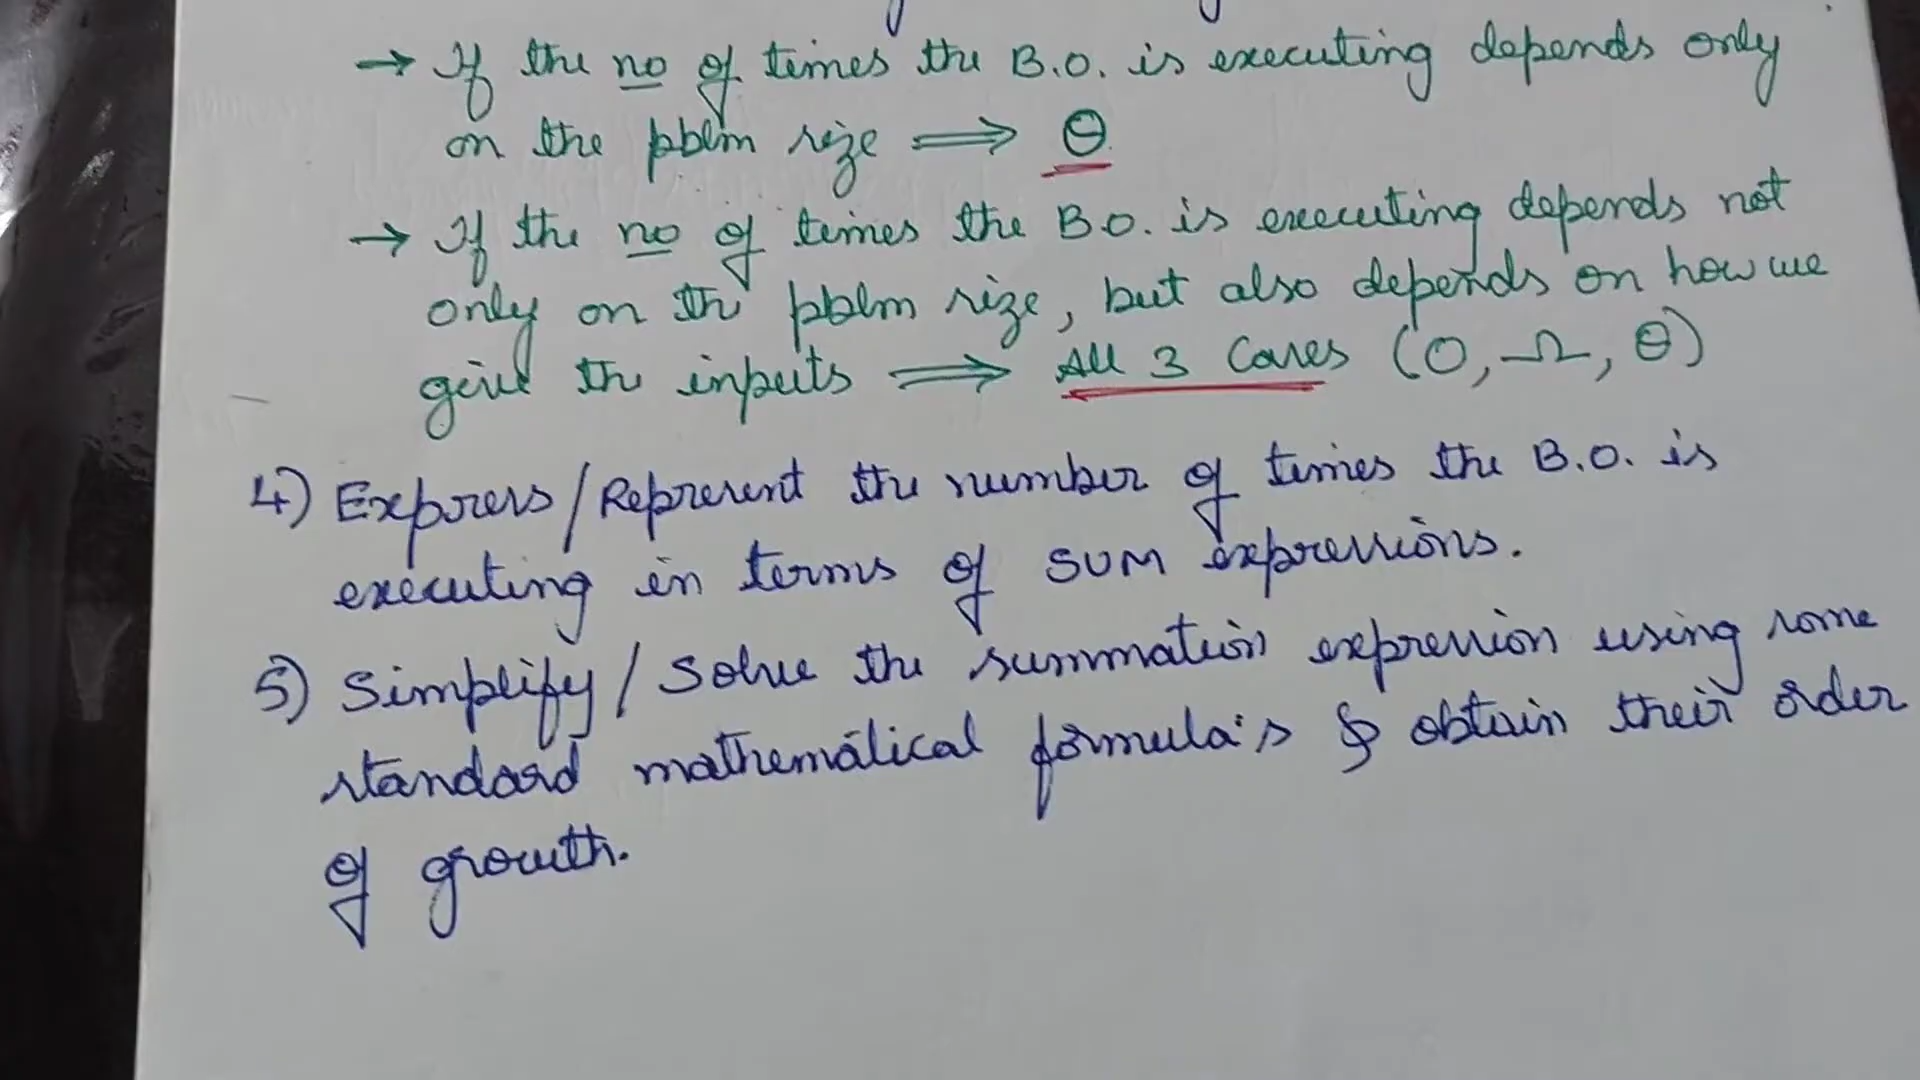 → If the no of times the B.O. is executing depends only
on the pblm size ⟹ Θ
→ If the no of times the B.O. is executing depends not
only on th pblm size, but also depends on how we
give th inputs ⟹ All 3 Cases (O, Ω, Θ)
4) Express/Represent the number of times the B.O. is
executing in terms of SUM expressions.
5) Simplify/Solve the summation expression using some
standard mathematical formula's & obtain their order
of growth.